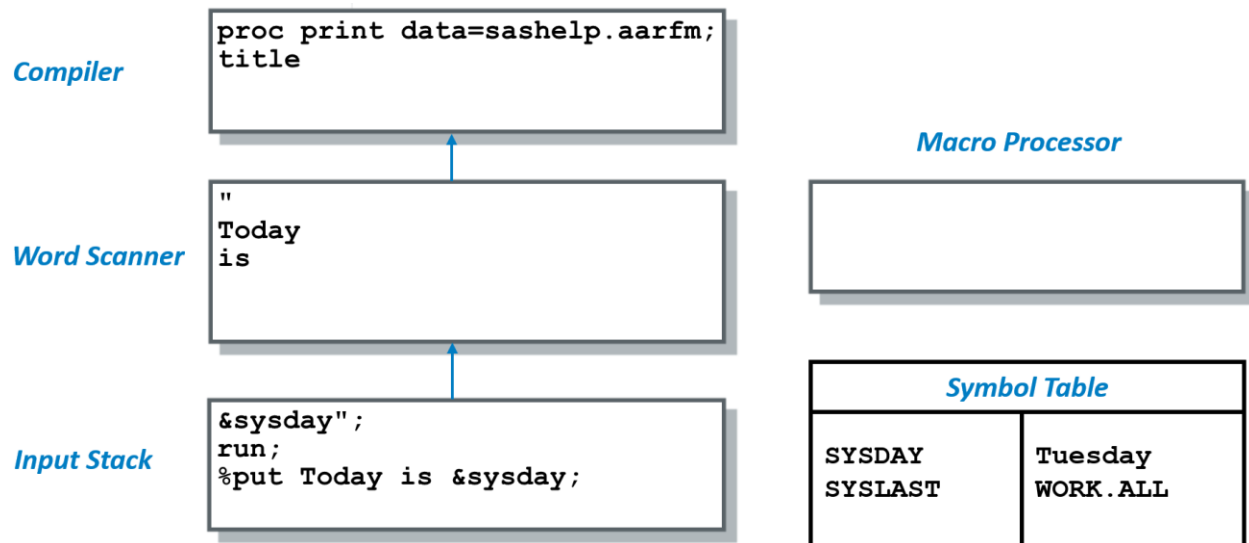 Compiler
proc print data=sashelp.aarfm;
title
Macro Processor
Word Scanner
"
Today
is
Input Stack
&sysday";
run;
%put Today is &sysday;
Symbol Table
SYSDAY Tuesday
SYSLAST WORK.ALL